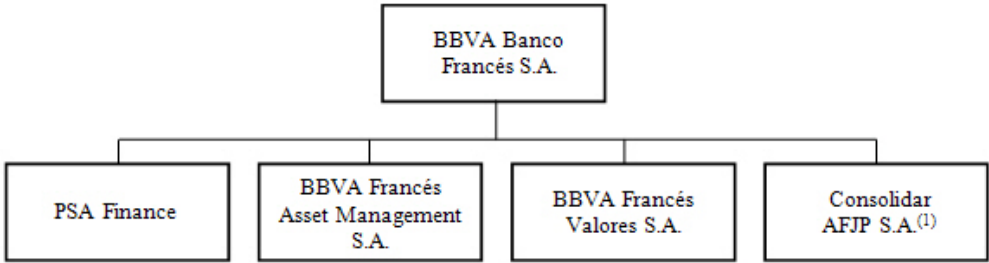 BBVA Banco
Francés S.A.
PSA Finance
BBVA Francés
Asset Management
S.A.
BBVA Francés
Valores S.A.
Consolidar
AFJP S.A.(1)